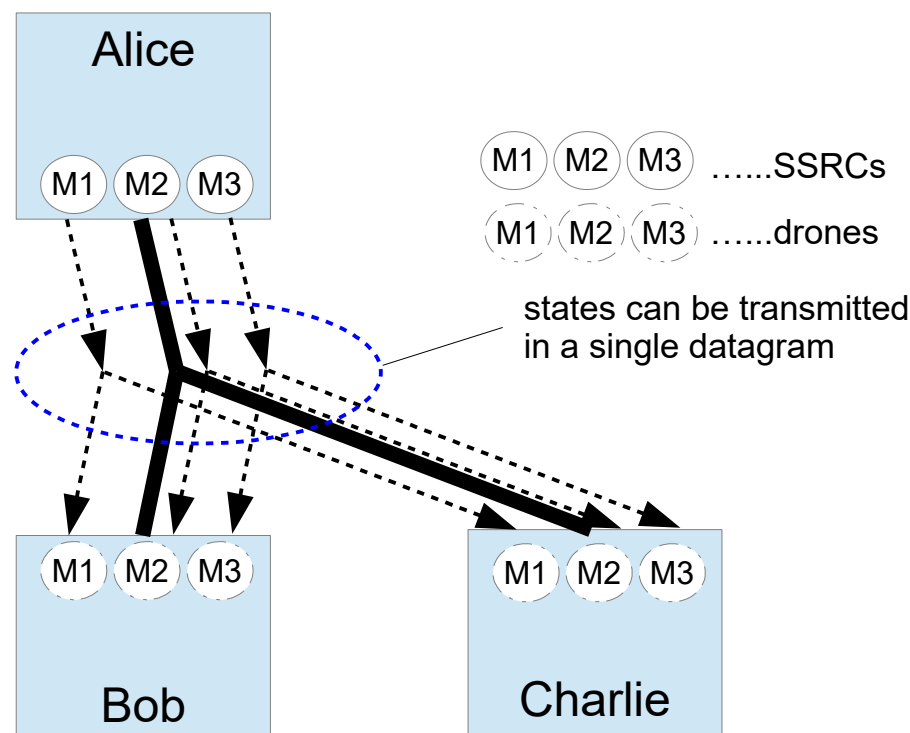 Alice
M1 M2 M3
M1 M2 M3 …...SSRCs
M1 M2 M3 …...drones
states can be transmitted
in a single datagram
M1 M2 M3
M1 M2 M3
Bob
Charlie